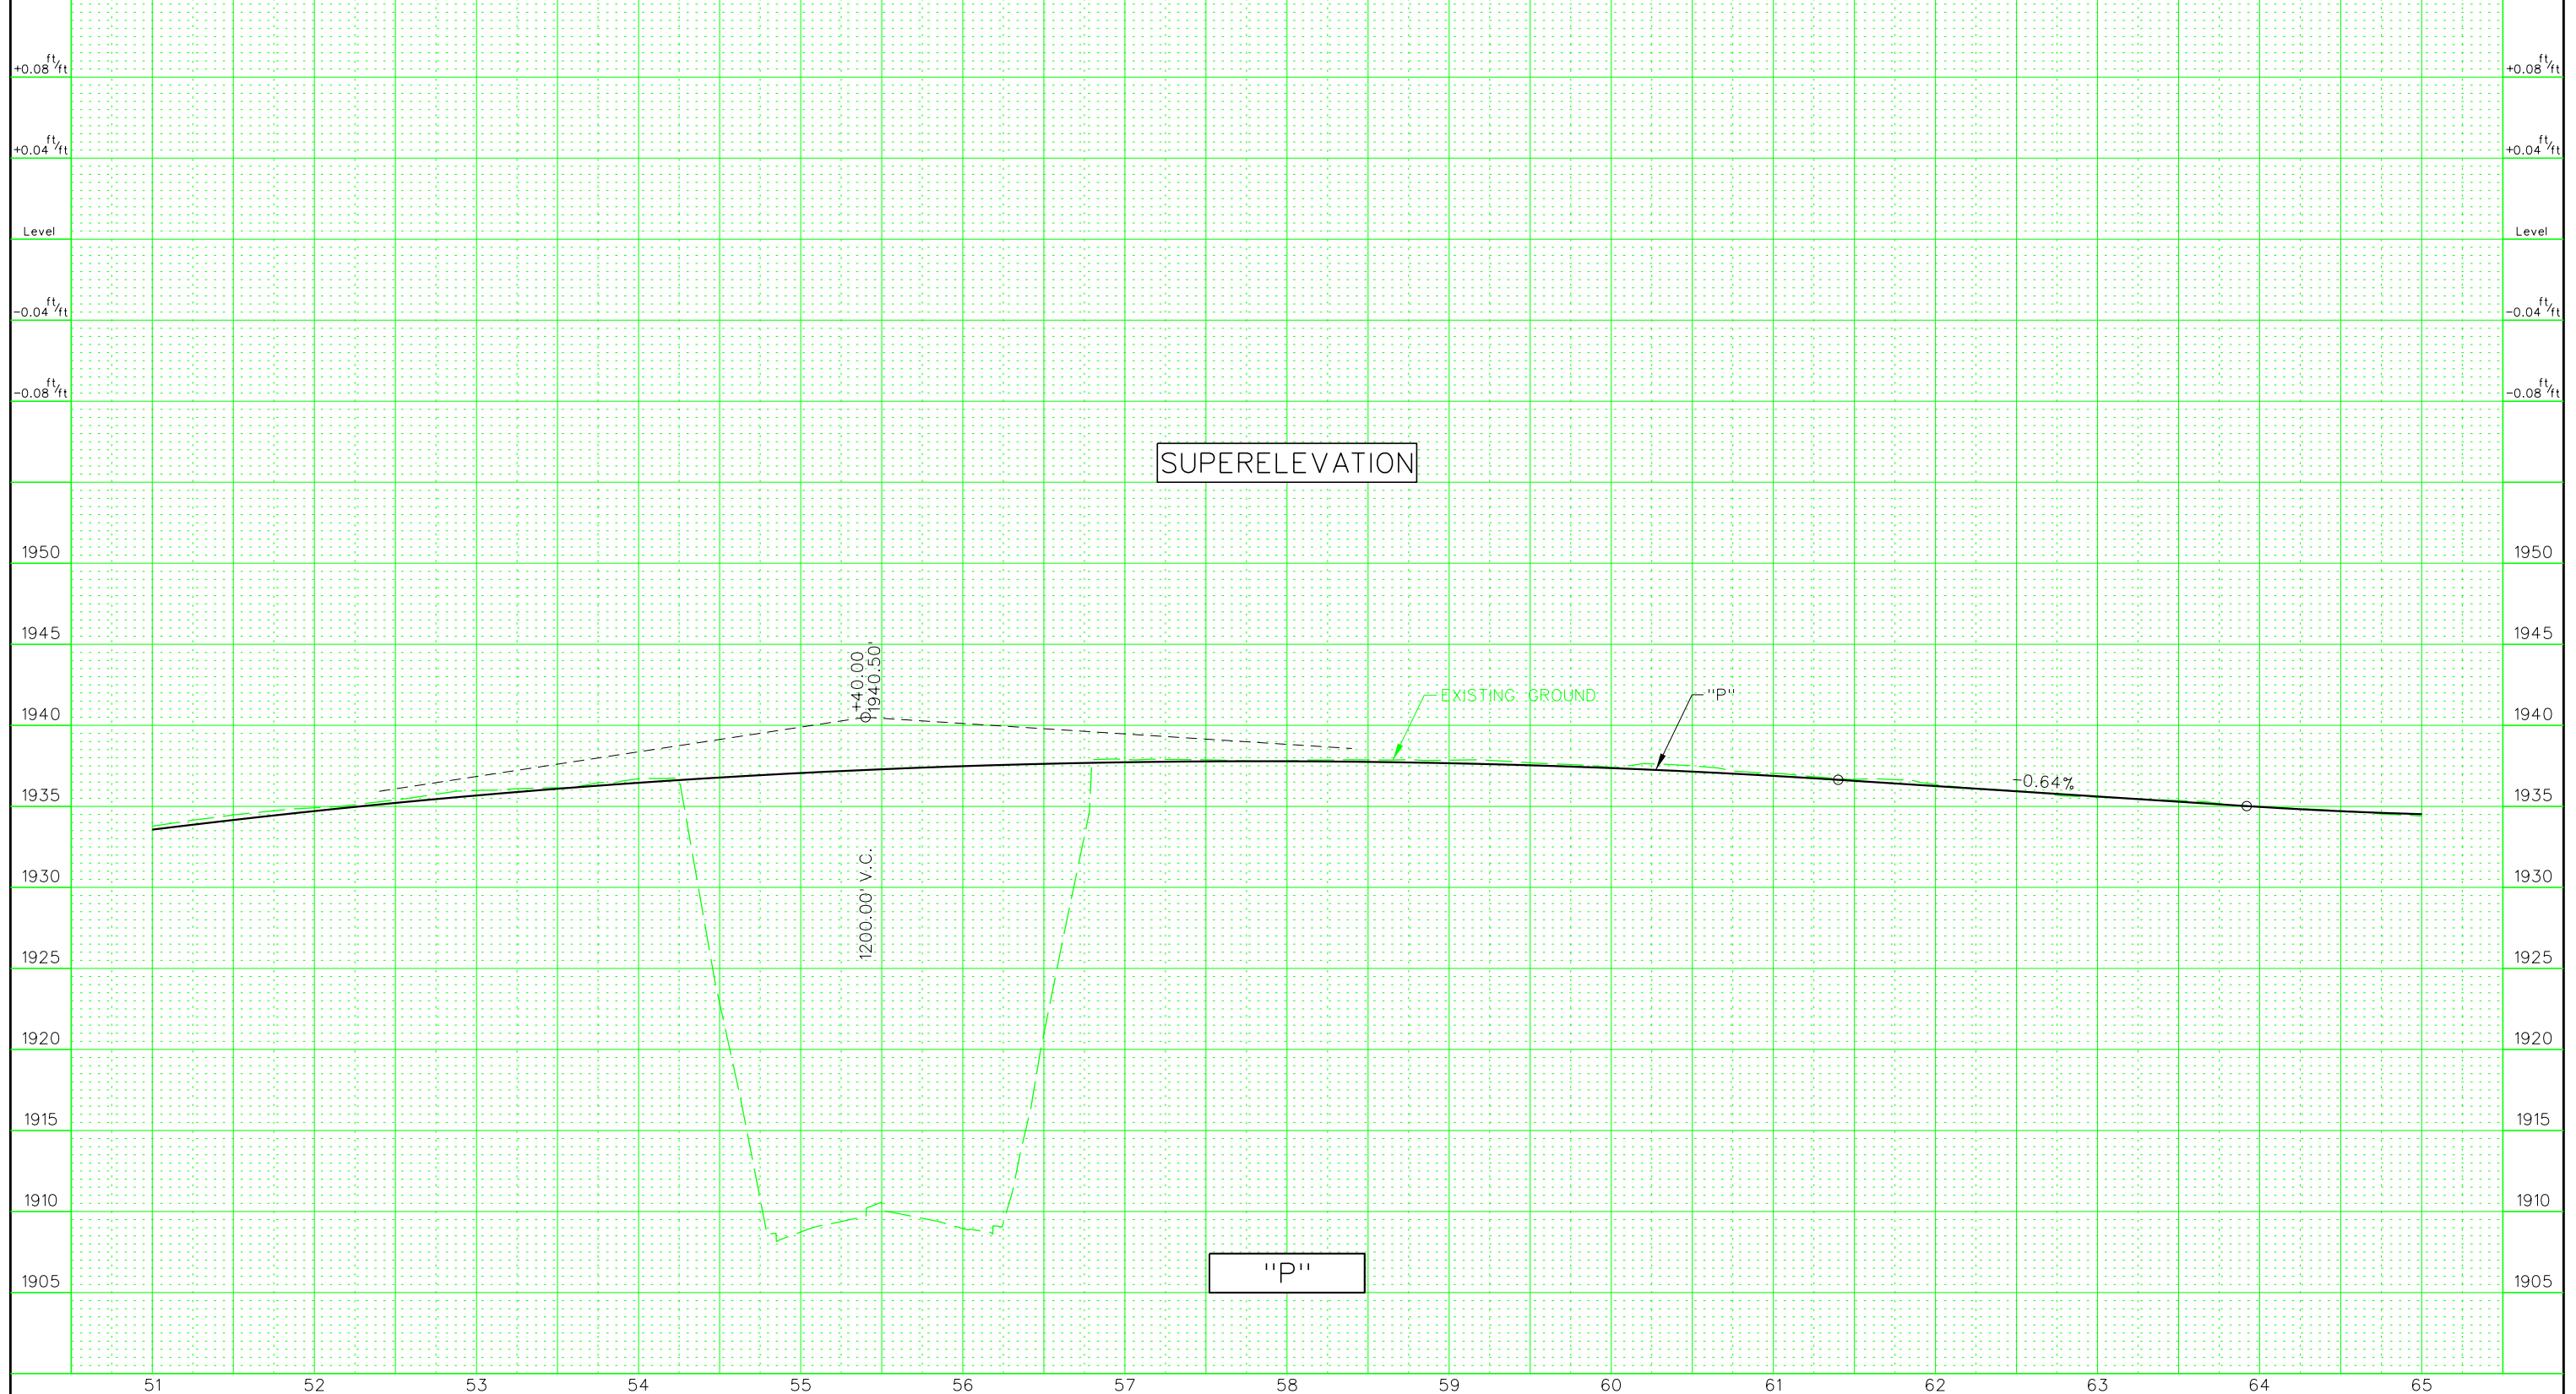 +0.08 ft/ft +0.08 ft/ft
+0.04 ft/ft +0.04 ft/ft
Level Level
-0.04 ft/ft -0.04 ft/ft
-0.08 ft/ft -0.08 ft/ft
SUPERELEVATION
1950 1950
1945 1945
+40.00
1940.50'
EXISTING GROUND
"P"
1940 1940
-0.64%
1935 1935
1200.00' V.C.
1930 1930
1925 1925
1920 1920
1915 1915
1910 1910
"P"
1905 1905
51 52 53 54 55 56 57 58 59 60 61 62 63 64 65